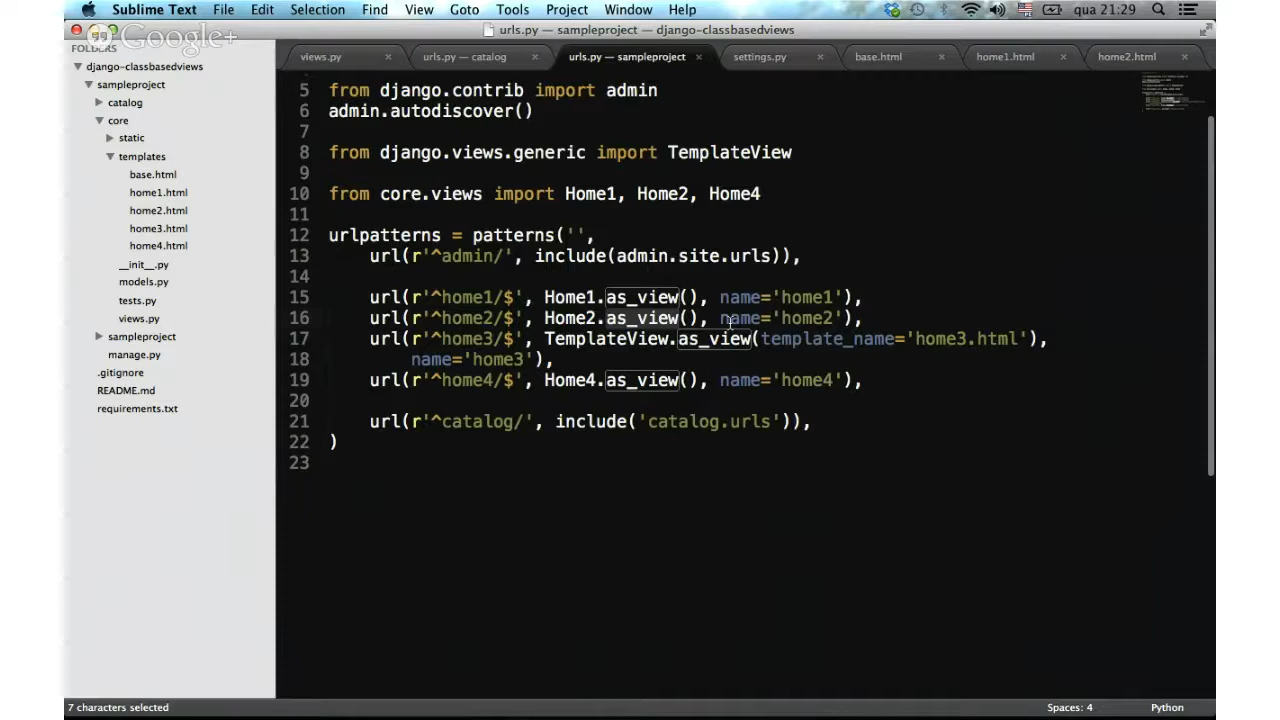 Sublime Text File Edit Selection Find View Goto Tools Project Window Help qua 21:29
urls.py — sampleproject — django-classbasedviews
Google+
FOLDERS
views.py × urls.py — catalog × urls.py — sampleproject × settings.py × base.html × home1.html × home2.html ×
django-classbasedviews
sampleproject
catalog
core
static
templates
base.html
home1.html
home2.html
home3.html
home4.html
__init__.py
models.py
tests.py
views.py
sampleproject
manage.py
.gitignore
README.md
requirements.txt
5 from django.contrib import admin
6 admin.autodiscover()
7
8 from django.views.generic import TemplateView
9
10 from core.views import Home1, Home2, Home4
11
12 urlpatterns = patterns('',
13 url(r'^admin/', include(admin.site.urls)),
14
15 url(r'^home1/$', Home1.as_view(), name='home1'),
16 url(r'^home2/$', Home2.as_view(), name='home2'),
17 url(r'^home3/$', TemplateView.as_view(template_name='home3.html'),
18 name='home3'),
19 url(r'^home4/$', Home4.as_view(), name='home4'),
20
21 url(r'^catalog/', include('catalog.urls')),
22 )
23
7 characters selected Spaces: 4 Python